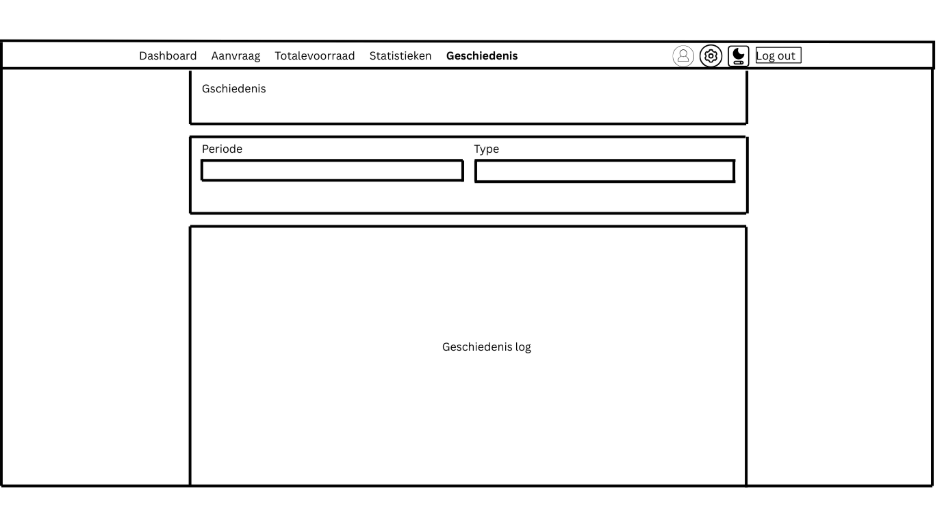 Dashboard Aanvraag Totalevoorraad Statistieken Geschiedenis Log out
Gschiedenis
Periode Type
Geschiedenis log